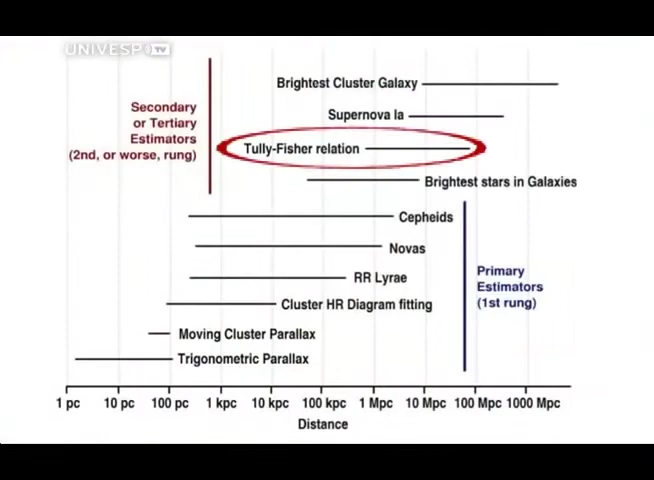 UNIVESP TV
Brightest Cluster Galaxy
Supernova Ia
Tully-Fisher relation
Brightest stars in Galaxies
Secondary
or Tertiary
Estimators
(2nd, or worse, rung)
Cepheids
Novas
RR Lyrae
Cluster HR Diagram fitting
Moving Cluster Parallax
Trigonometric Parallax
Primary
Estimators
(1st rung)
1 pc 10 pc 100 pc 1 kpc 10 kpc 100 kpc 1 Mpc 10 Mpc 100 Mpc 1000 Mpc
Distance